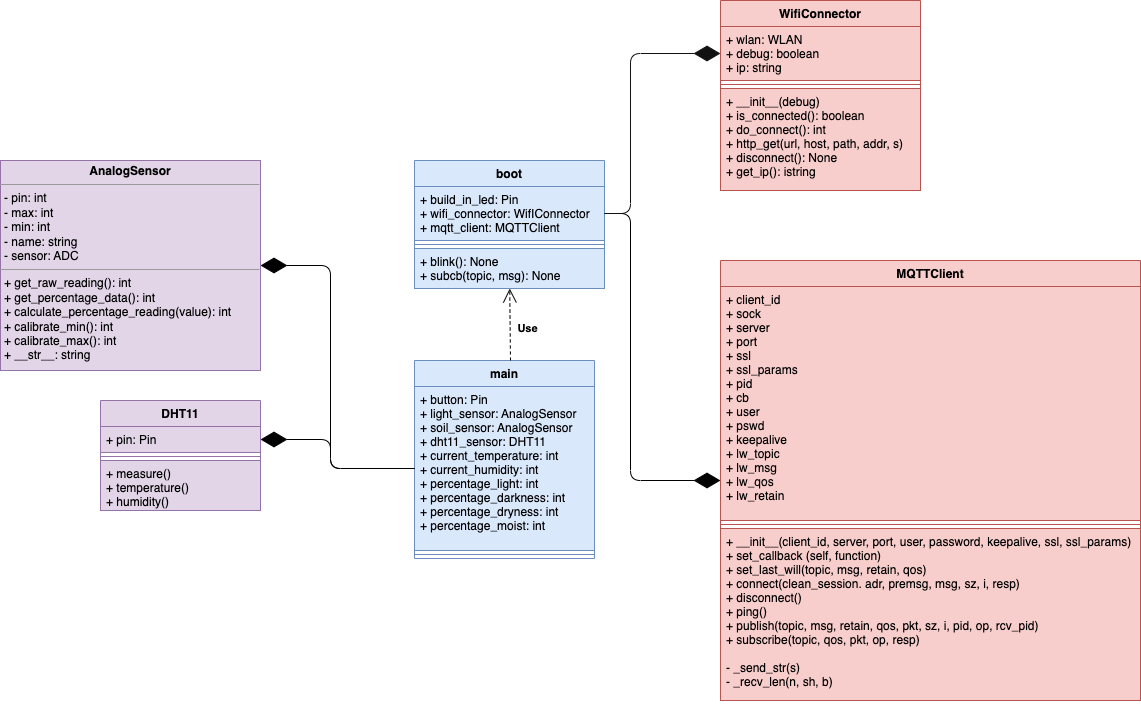 WifiConnector
+ wlan: WLAN
+ debug: boolean
+ ip: string
+ __init__(debug)
+ is_connected(): boolean
+ do_connect(): int
+ http_get(url, host, path, addr, s)
+ disconnect(): None
+ get_ip(): istring
AnalogSensor
- pin: int
- max: int
- min: int
- name: string
- sensor: ADC
+ get_raw_reading(): int
+ get_percentage_data(): int
+ calculate_percentage_reading(value): int
+ calibrate_min(): int
+ calibrate_max(): int
+ __str__: string
boot
+ build_in_led: Pin
+ wifi_connector: WifIConnector
+ mqtt_client: MQTTClient
+ blink(): None
+ subcb(topic, msg): None
Use
main
+ button: Pin
+ light_sensor: AnalogSensor
+ soil_sensor: AnalogSensor
+ dht11_sensor: DHT11
+ current_temperature: int
+ current_humidity: int
+ percentage_light: int
+ percentage_darkness: int
+ percentage_dryness: int
+ percentage_moist: int
DHT11
+ pin: Pin
+ measure()
+ temperature()
+ humidity()
MQTTClient
+ client_id
+ sock
+ server
+ port
+ ssl
+ ssl_params
+ pid
+ cb
+ user
+ pswd
+ keepalive
+ lw_topic
+ lw_msg
+ lw_qos
+ lw_retain
+ __init__(client_id, server, port, user, password, keepalive, ssl, ssl_params)
+ set_callback (self, function)
+ set_last_will(topic, msg, retain, qos)
+ connect(clean_session. adr, premsg, msg, sz, i, resp)
+ disconnect()
+ ping()
+ publish(topic, msg, retain, qos, pkt, sz, i, pid, op, rcv_pid)
+ subscribe(topic, qos, pkt, op, resp)
- _send_str(s)
- _recv_len(n, sh, b)